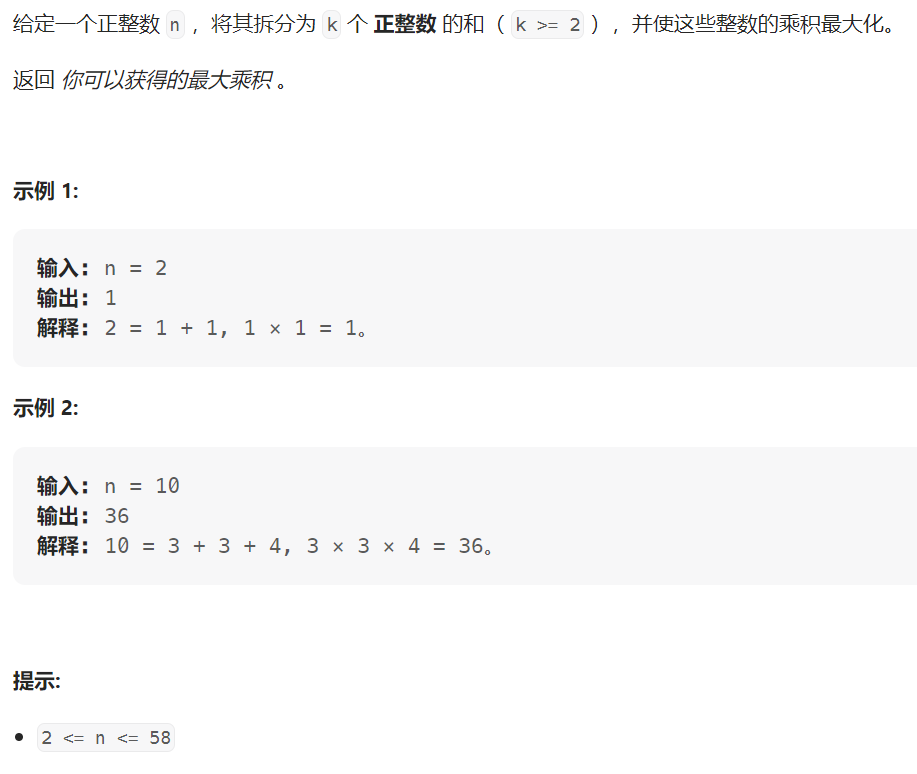 给定一个正整数 n ，将其拆分为 k 个 正整数 的和（ k >= 2 ），并使这些整数的乘积最大化。
返回 你可以获得的最大乘积 。
示例 1:
输入: n = 2
输出: 1
解释: 2 = 1 + 1, 1 × 1 = 1。
示例 2:
输入: n = 10
输出: 36
解释: 10 = 3 + 3 + 4, 3 × 3 × 4 = 36。
提示:
• 2 <= n <= 58